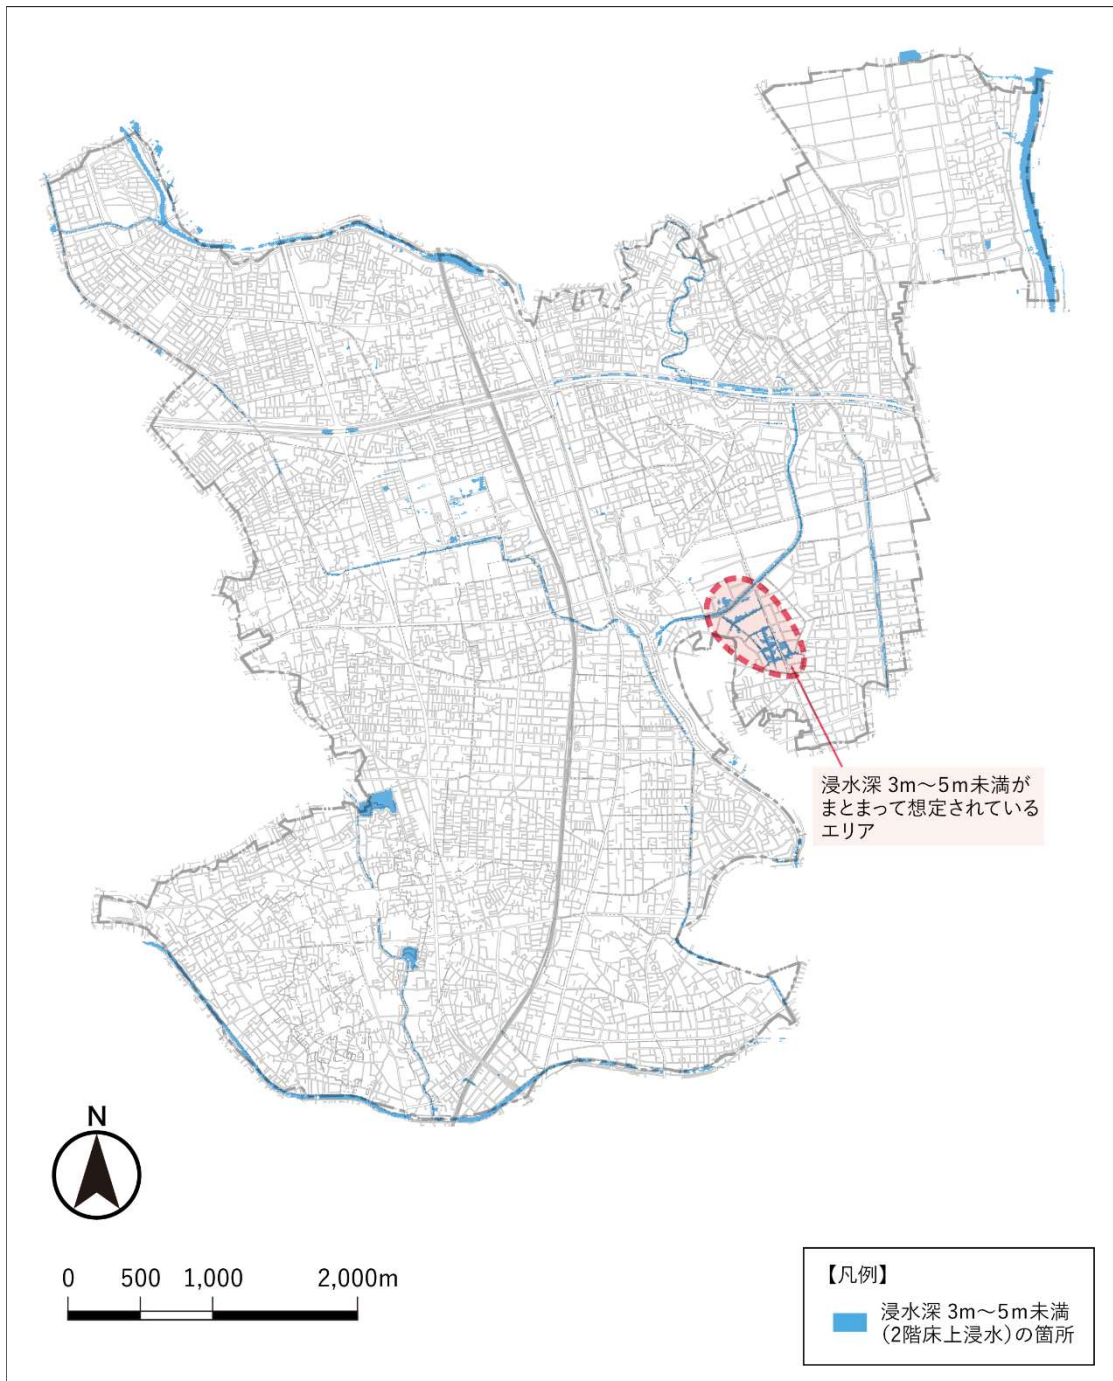 浸水深 3m～5m未満が
まとまって想定されている
エリア
N
0 500 1,000 2,000m
【凡例】
浸水深 3m～5m未満
(2階床上浸水)の箇所